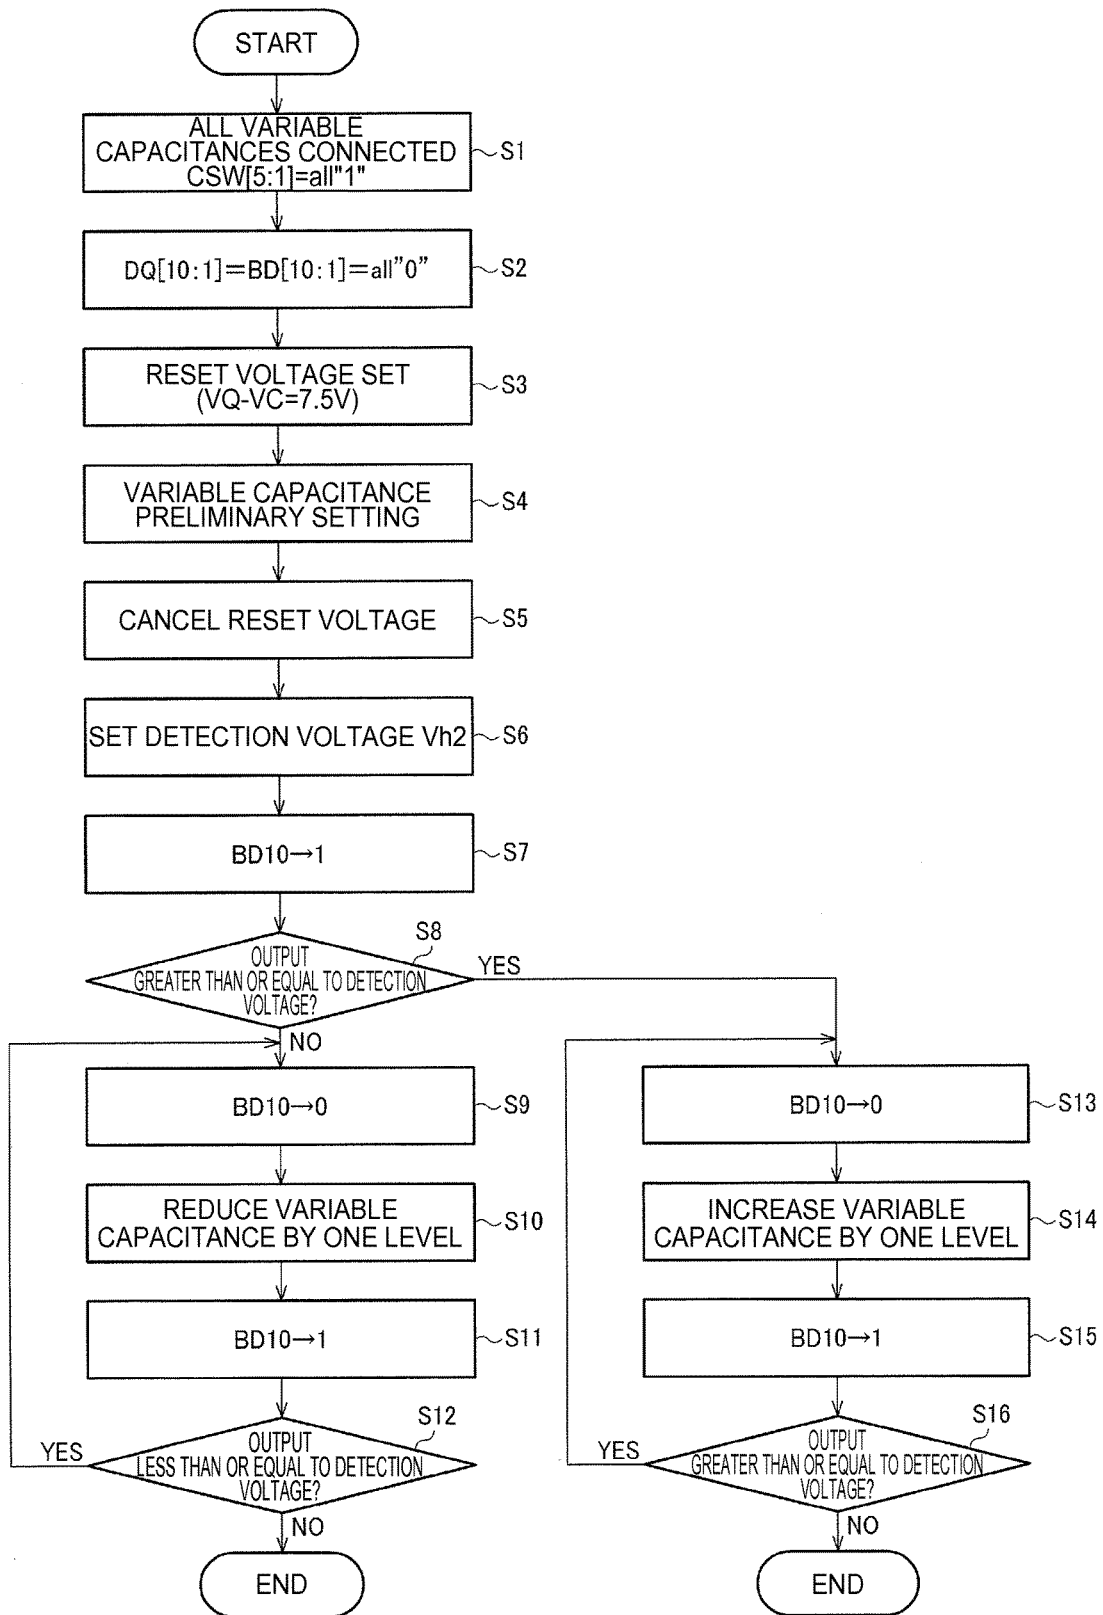 START
ALL VARIABLE
CAPACITANCES CONNECTED
CSW[5:1]=all"1"
S1
DQ[10:1]=BD[10:1]=all"0"
S2
RESET VOLTAGE SET
(VQ-VC=7.5V)
S3
VARIABLE CAPACITANCE
PRELIMINARY SETTING
S4
CANCEL RESET VOLTAGE
S5
SET DETECTION VOLTAGE Vh2
S6
BD10→1
S7
S8
OUTPUT
GREATER THAN OR EQUAL TO DETECTION
VOLTAGE?
YES
NO
BD10→0
S9
REDUCE VARIABLE
CAPACITANCE BY ONE LEVEL
S10
BD10→1
S11
S12
OUTPUT
LESS THAN OR EQUAL TO DETECTION
VOLTAGE?
YES
NO
END
BD10→0
S13
INCREASE VARIABLE
CAPACITANCE BY ONE LEVEL
S14
BD10→1
S15
S16
OUTPUT
GREATER THAN OR EQUAL TO DETECTION
VOLTAGE?
YES
NO
END